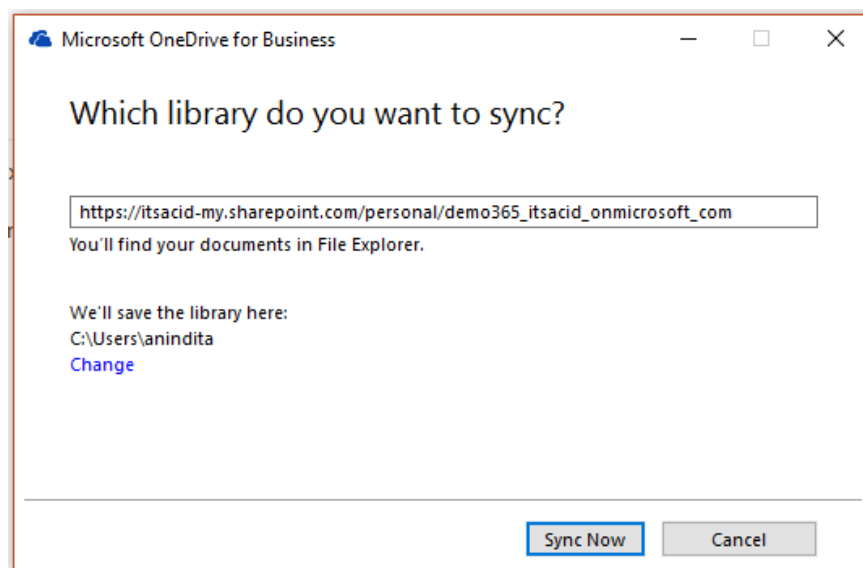 Microsoft OneDrive for Business
Which library do you want to sync?
https://itsacid-my.sharepoint.com/personal/demo365_itsacid_onmicrosoft_com
You'll find your documents in File Explorer.
We'll save the library here:
C:\Users\anindita
Change
Sync Now
Cancel